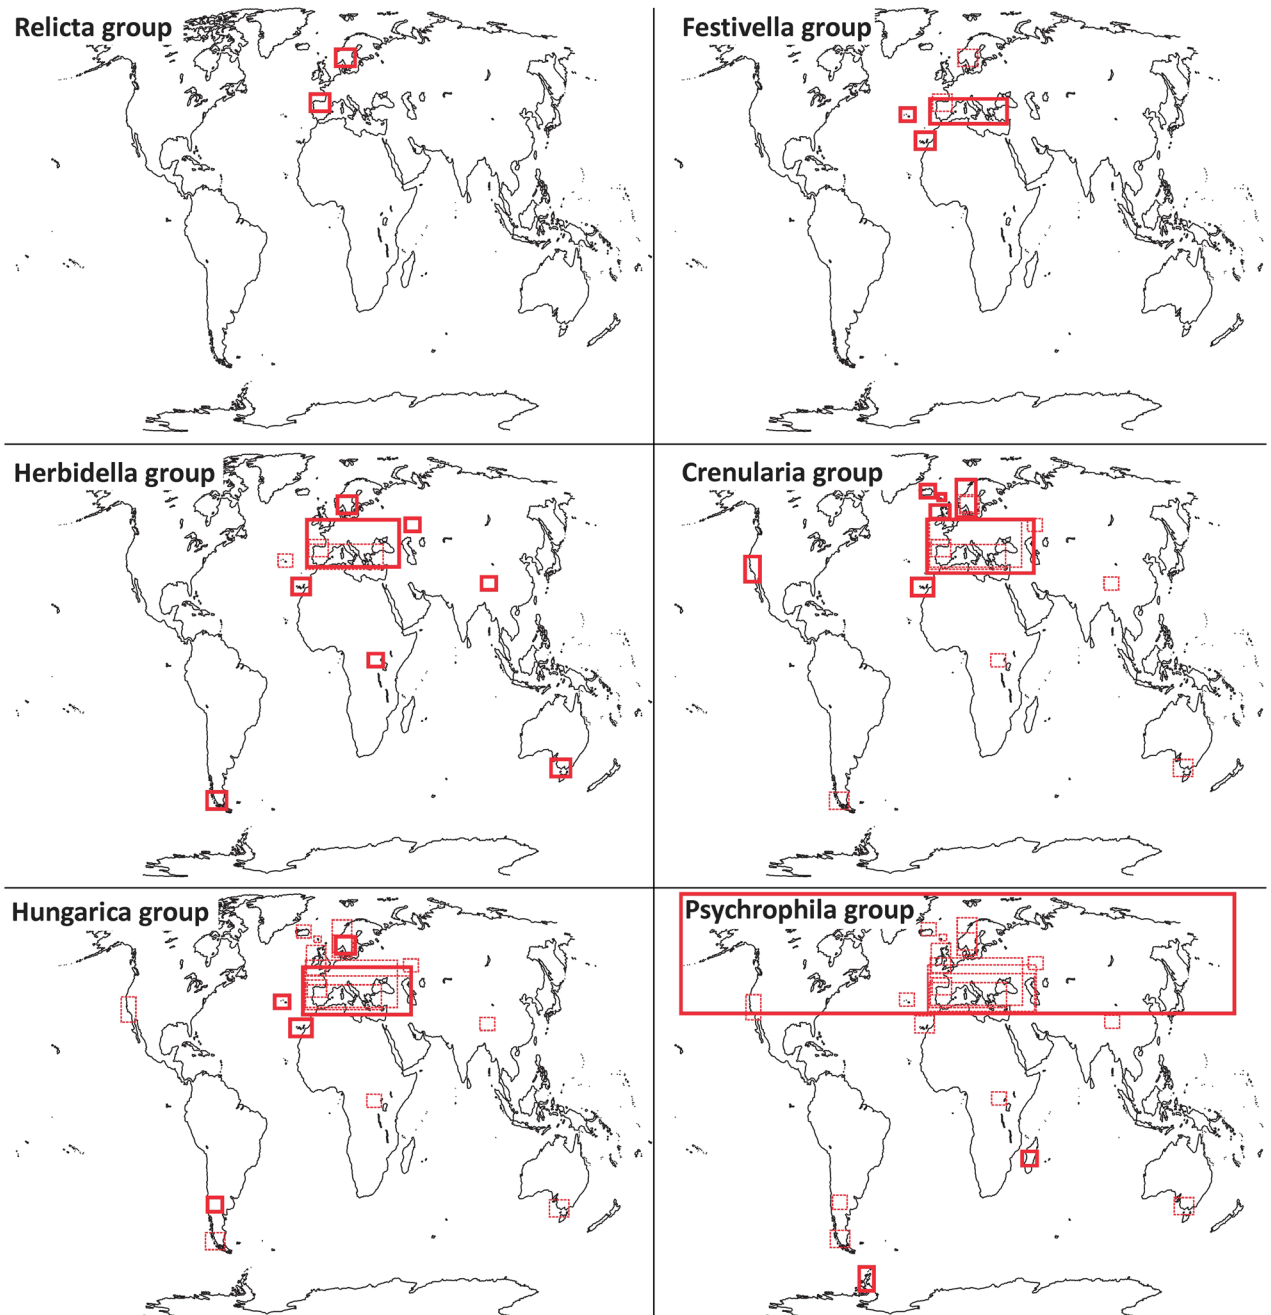 Relicta group
Festivella group
Herbidella group
Crenularia group
Hungarica group
Psychrophila group